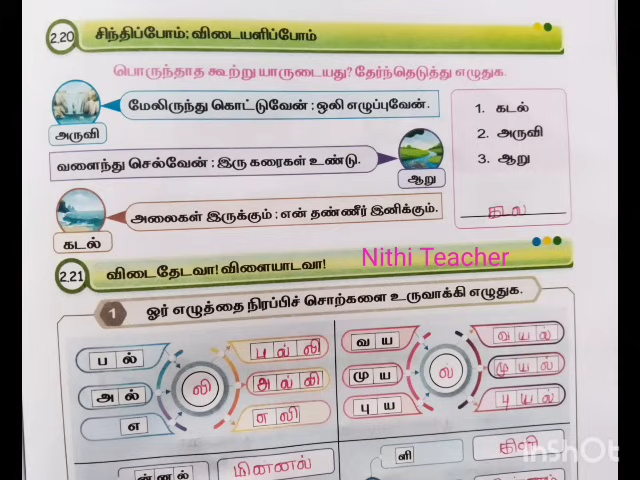 2.20 சிந்திப்போம்; விடையளிப்போம்
பொருந்தாத கூற்று யாருடையது? தேர்ந்தெடுத்து எழுதுக.
மேலிருந்து கொட்டுவேன் ; ஒலி எழுப்புவேன்.
அருவி
1. கடல்
2. அருவி
3. ஆறு
வளைந்து செல்வேன் ; இரு கரைகள் உண்டு.
ஆறு
அலைகள் இருக்கும் ; என் தண்ணீர் இனிக்கும்.
கடல்
கடல
Nithi Teacher
2.21 விடை தேட வா! விளையாட வா!
1 ஓர் எழுத்தை நிரப்பிச் சொற்களை உருவாக்கி எழுதுக.
ப ல்
அ ல்
எ
லி
ப ல் லி
அ ல் லி
எ லி
வ ய
மு ய
பு ய
ல
வ ய ல்
மு ய ல்
பு ய ல்
ன்னல்
மின்னல்
ளி
கிளி
InShOt